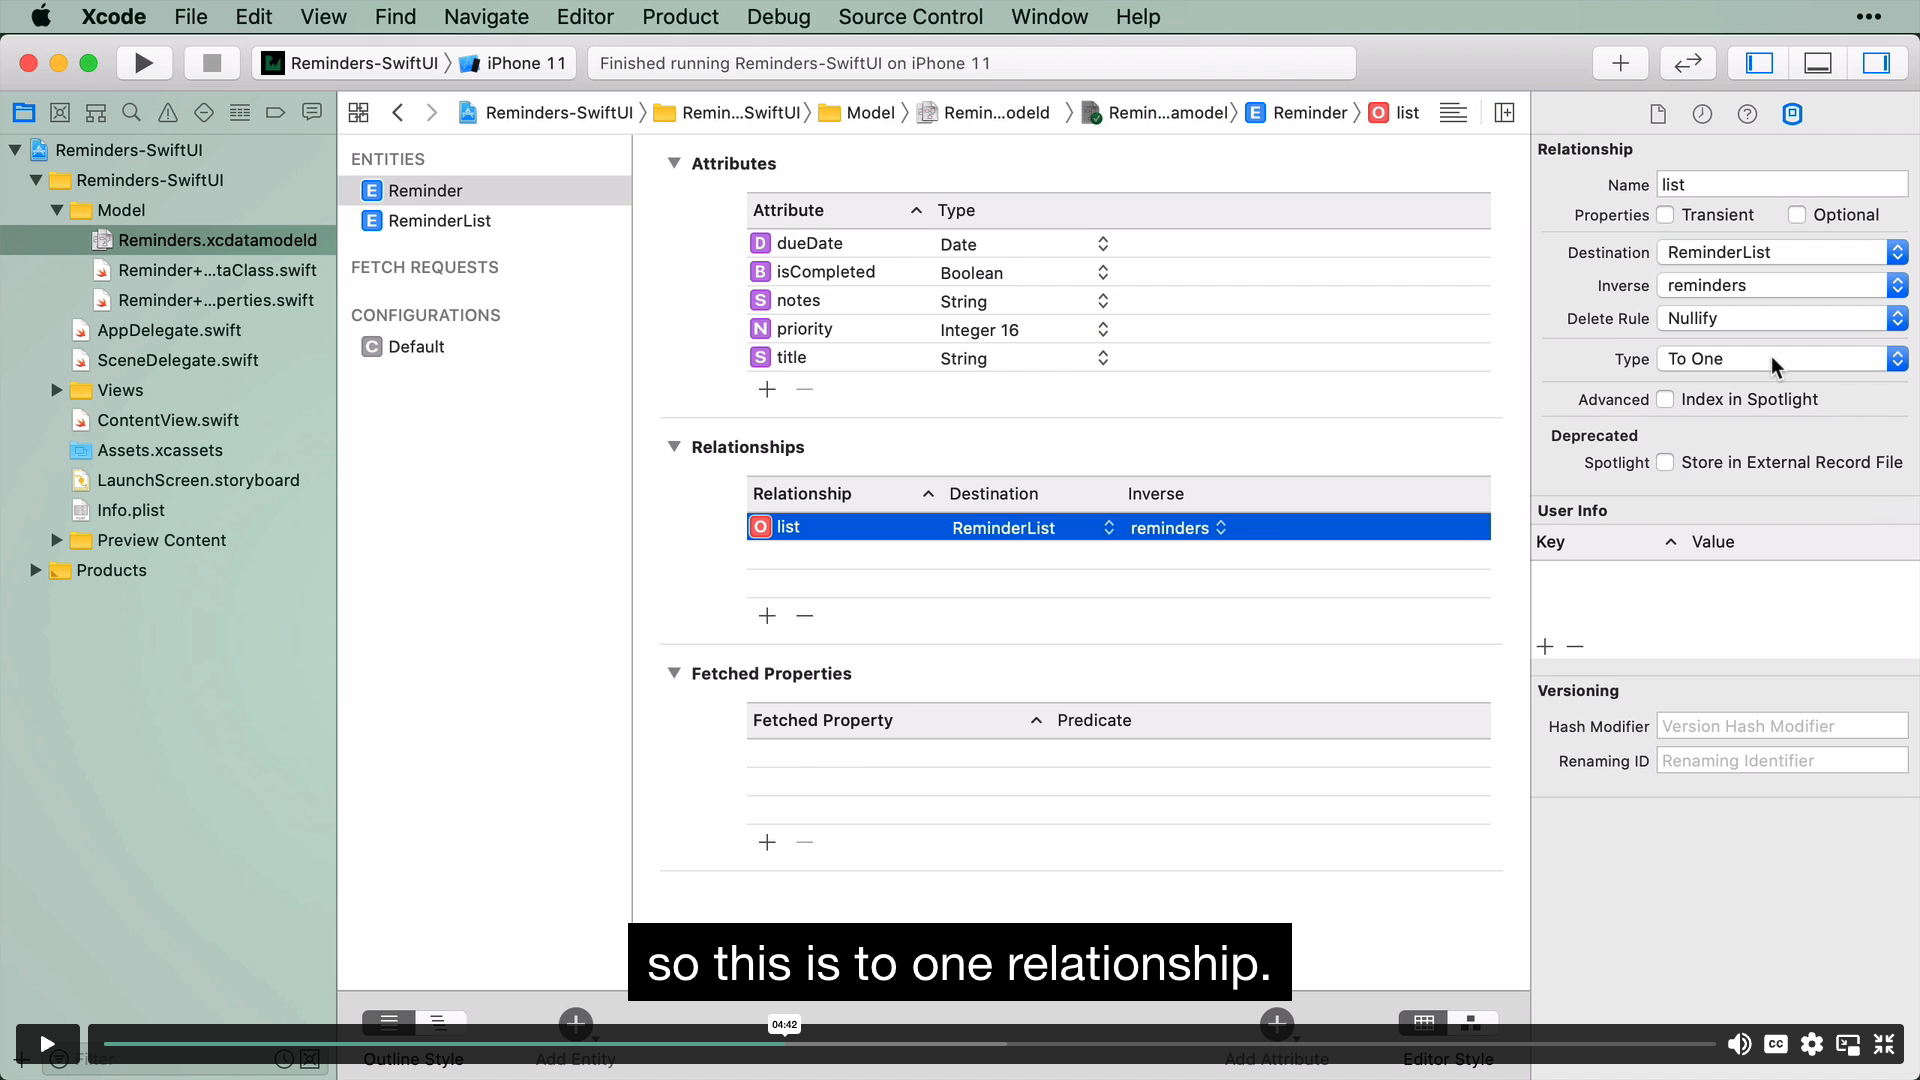 Xcode File Edit View Find Navigate Editor Product Debug Source Control Window Help
Reminders-SwiftUI iPhone 11 Finished running Reminders-SwiftUI on iPhone 11
Reminders-SwiftUI Remin...SwiftUI Model Remin...odeld Remin...amodel E Reminder O list
Reminders-SwiftUI
Reminders-SwiftUI
Model
Reminders.xcdatamodeld
Reminder+...taClass.swift
Reminder+...perties.swift
AppDelegate.swift
SceneDelegate.swift
Views
ContentView.swift
Assets.xcassets
LaunchScreen.storyboard
Info.plist
Preview Content
Products
Filter
ENTITIES
E Reminder
E ReminderList
FETCH REQUESTS
CONFIGURATIONS
C Default
Attributes
Attribute Type
D dueDate Date
B isCompleted Boolean
S notes String
N priority Integer 16
S title String
Relationships
Relationship Destination Inverse
O list ReminderList reminders
Fetched Properties
Fetched Property Predicate
Relationship
Name list
Properties Transient Optional
Destination ReminderList
Inverse reminders
Delete Rule Nullify
Type To One
Advanced Index in Spotlight
Deprecated
Spotlight Store in External Record File
User Info
Key Value
Versioning
Hash Modifier Version Hash Modifier
Renaming ID Renaming Identifier
so this is to one relationship.
04:42
CC
Outline Style Add Entity Add Attribute Editor Style